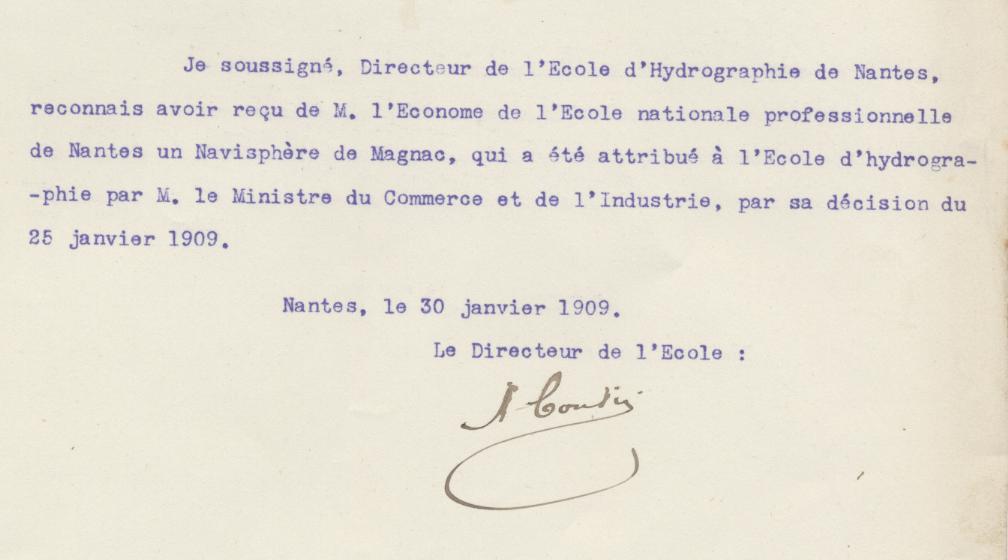 Je soussigné, Directeur de l'Ecole d'Hydrographie de Nantes,
reconnais avoir reçu de M. l'Econome de l'Ecole nationale professionnelle
de Nantes un Navisphère de Magnac, qui a été attribué à l'Ecole d'hydrogra-
-phie par M. le Ministre du Commerce et de l'Industrie, par sa décision du
25 janvier 1909.
Nantes, le 30 janvier 1909.
Le Directeur de l'Ecole :